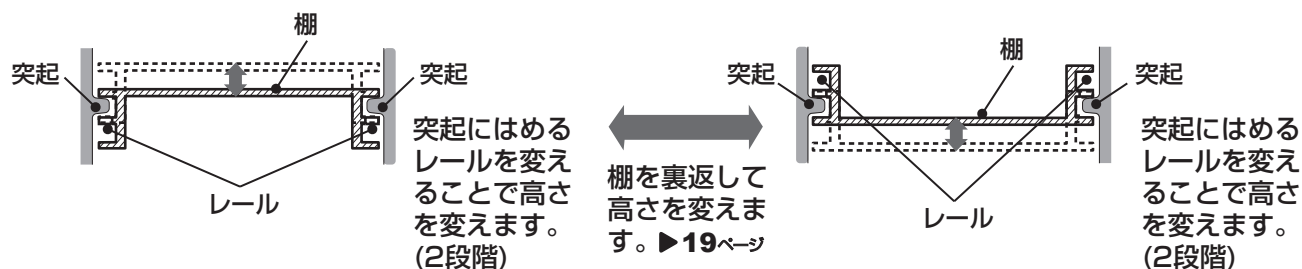 棚
突起
突起
突起にはめる
レールを変え
ることで高さ
を変えます。
(2段階)
レール
棚を裏返して
高さを変えま
す。▶19ページ
棚
突起
突起
突起にはめる
レールを変え
ることで高さ
を変えます。
(2段階)
レール